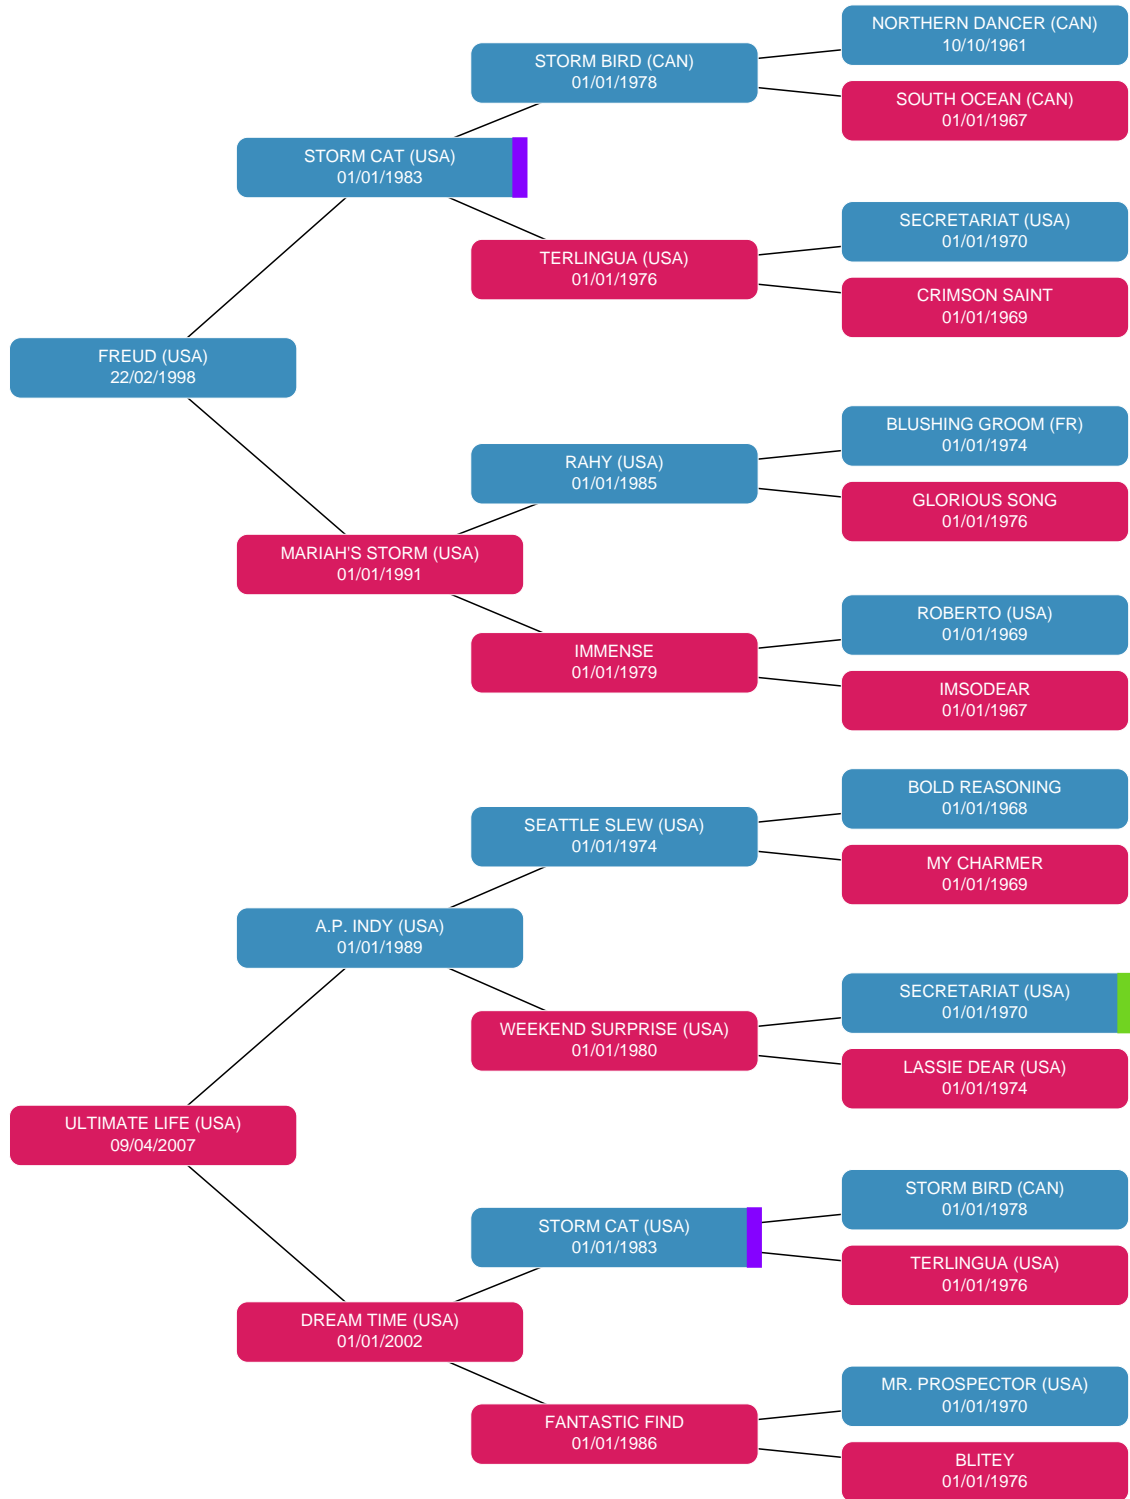 NORTHERN DANCER (CAN)
10/10/1961
STORM BIRD (CAN)
01/01/1978
SOUTH OCEAN (CAN)
01/01/1967
STORM CAT (USA)
01/01/1983
SECRETARIAT (USA)
01/01/1970
TERLINGUA (USA)
01/01/1976
CRIMSON SAINT
01/01/1969
FREUD (USA)
22/02/1998
BLUSHING GROOM (FR)
01/01/1974
RAHY (USA)
01/01/1985
GLORIOUS SONG
01/01/1976
MARIAH'S STORM (USA)
01/01/1991
ROBERTO (USA)
01/01/1969
IMMENSE
01/01/1979
IMSODEAR
01/01/1967
BOLD REASONING
01/01/1968
SEATTLE SLEW (USA)
01/01/1974
MY CHARMER
01/01/1969
A.P. INDY (USA)
01/01/1989
SECRETARIAT (USA)
01/01/1970
WEEKEND SURPRISE (USA)
01/01/1980
LASSIE DEAR (USA)
01/01/1974
ULTIMATE LIFE (USA)
09/04/2007
STORM BIRD (CAN)
01/01/1978
STORM CAT (USA)
01/01/1983
TERLINGUA (USA)
01/01/1976
DREAM TIME (USA)
01/01/2002
MR. PROSPECTOR (USA)
01/01/1970
FANTASTIC FIND
01/01/1986
BLITEY
01/01/1976